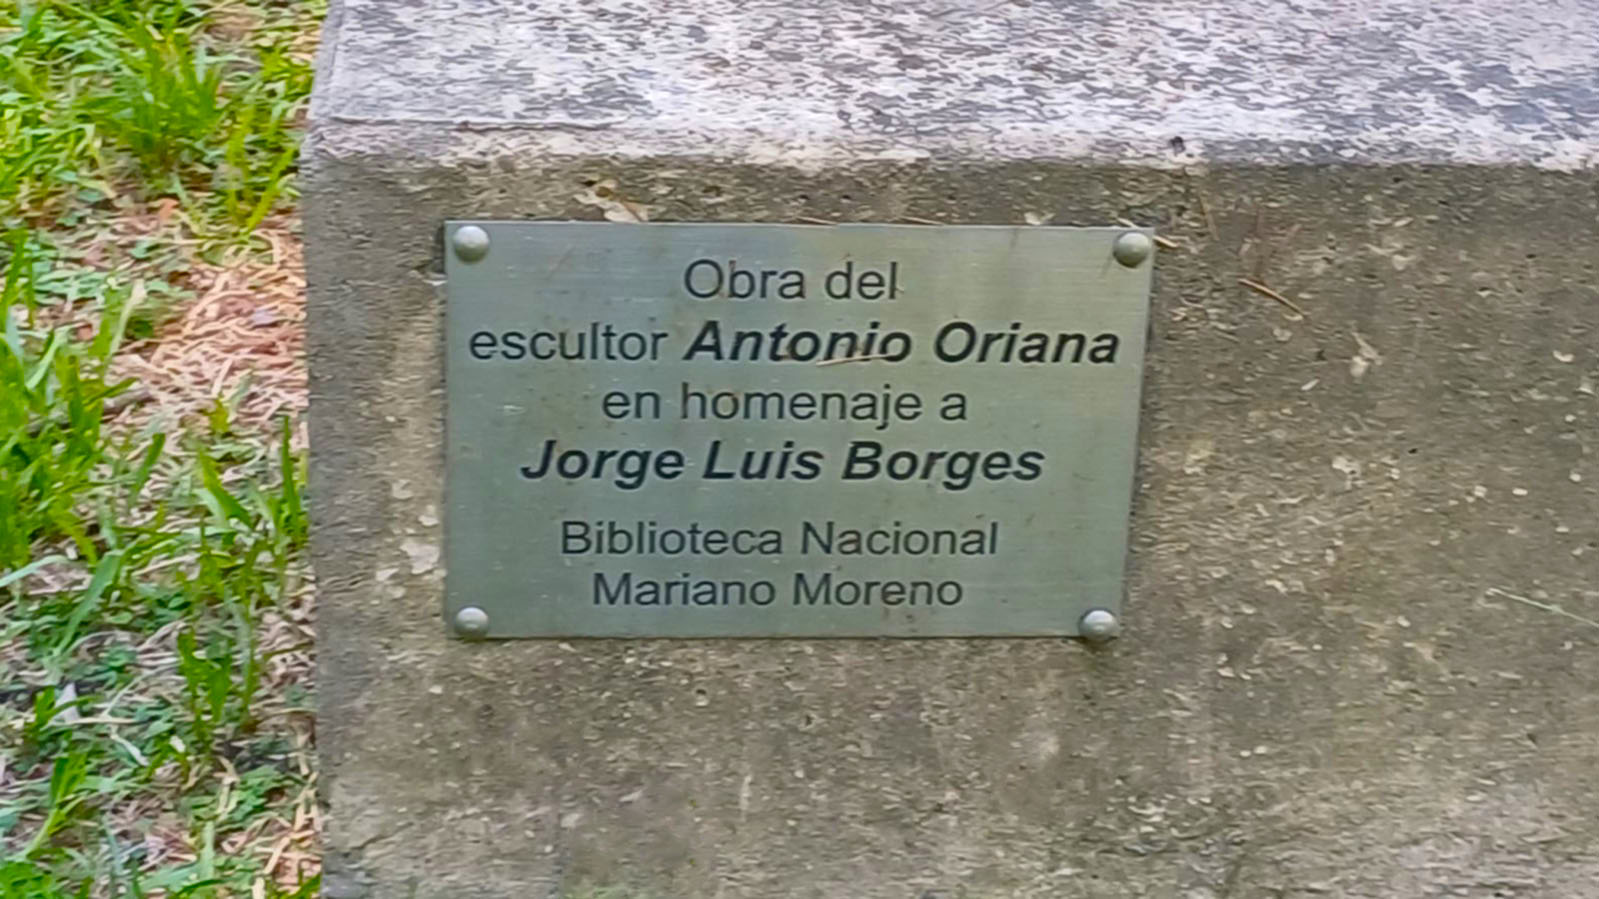 Obra del
escultor Antonio Oriana
en homenaje a
Jorge Luis Borges
Biblioteca Nacional
Mariano Moreno